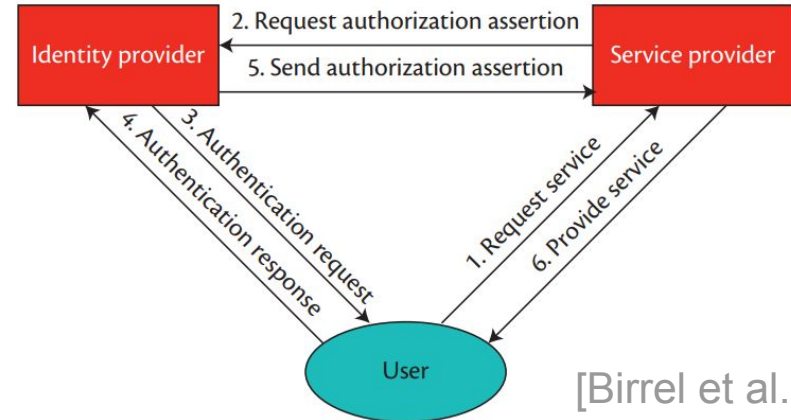 2. Request authorization assertion
Identity provider
Service provider
5. Send authorization assertion
3. Authentication request
4. Authentication response
1. Request service
6. Provide service
User
[Birrel et al.